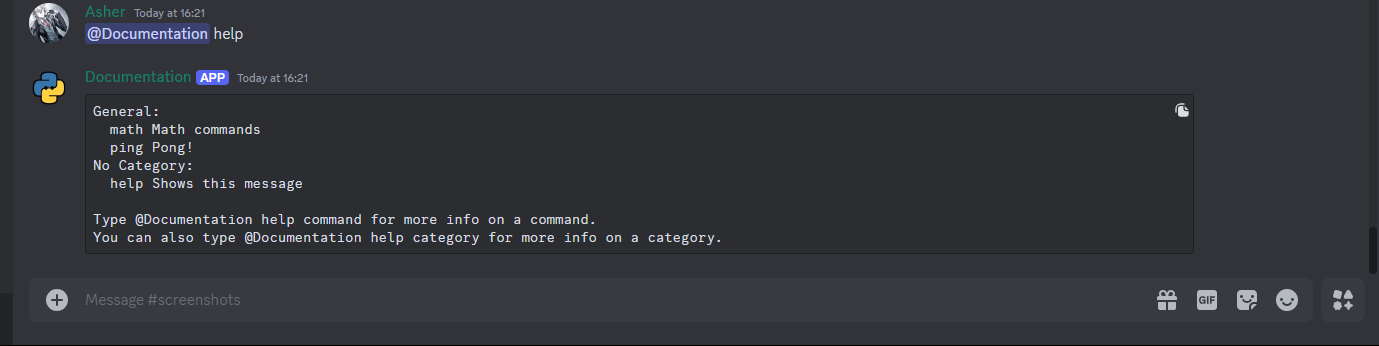 Asher Today at 16:21
@Documentation help
Documentation APP Today at 16:21
General:
  math Math commands
  ping Pong!
No Category:
  help Shows this message

Type @Documentation help command for more info on a command.
You can also type @Documentation help category for more info on a category.
Message #screenshots
GIF